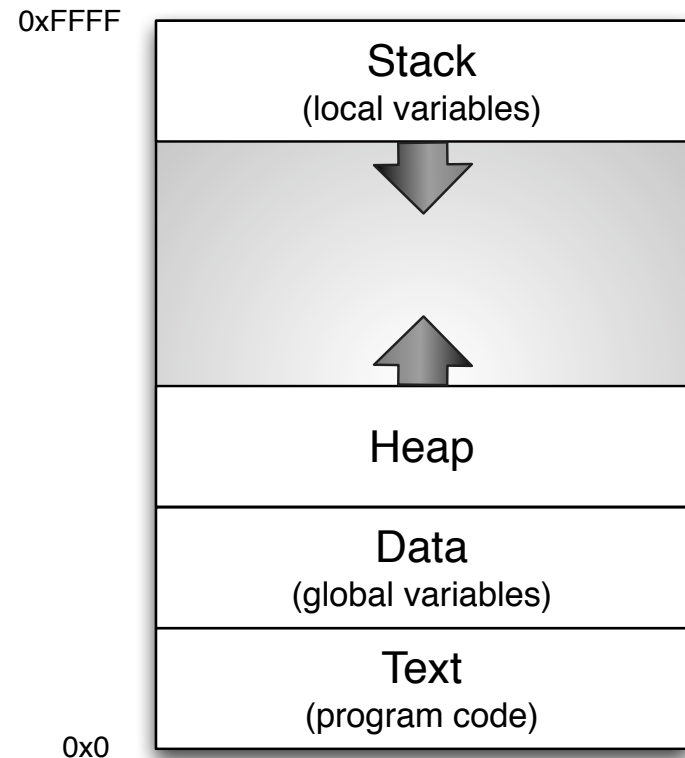 0xFFFF
Stack
(local variables)
Heap
Data
(global variables)
Text
(program code)
0x0